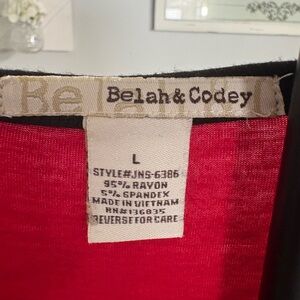 Belah & Codey
L
STYLE#JNS-6386
95% RAYON
5% SPANDEX
MADE IN VIETNAM
RN#136835
REVERSE FOR CARE